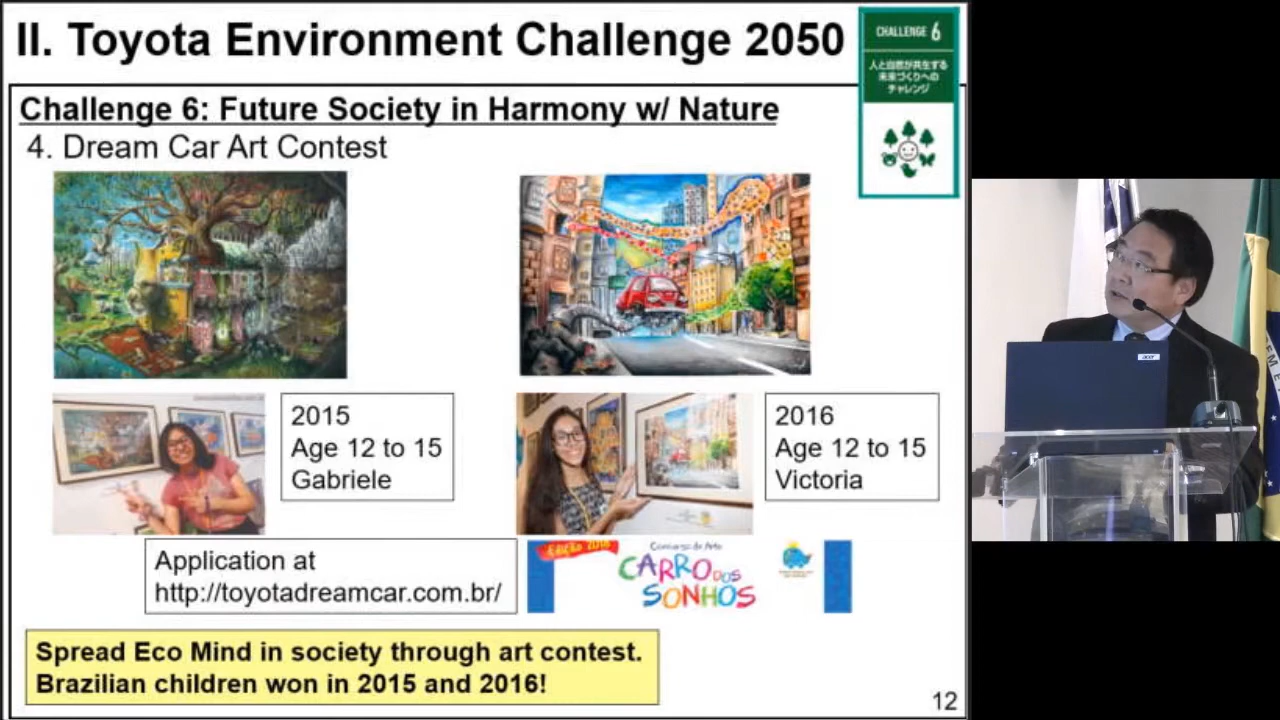 II. Toyota Environment Challenge 2050
CHALLENGE 6
人と自然が共生する
未来づくりへの
チャレンジ
Challenge 6: Future Society in Harmony w/ Nature
4. Dream Car Art Contest
2015
Age 12 to 15
Gabriele
2016
Age 12 to 15
Victoria
Application at
http://toyotadreamcar.com.br/
Edição 2016
Concurso de Arte
CARRO DOS
SONHOS
Spread Eco Mind in society through art contest.
Brazilian children won in 2015 and 2016!
12
acer
EM E